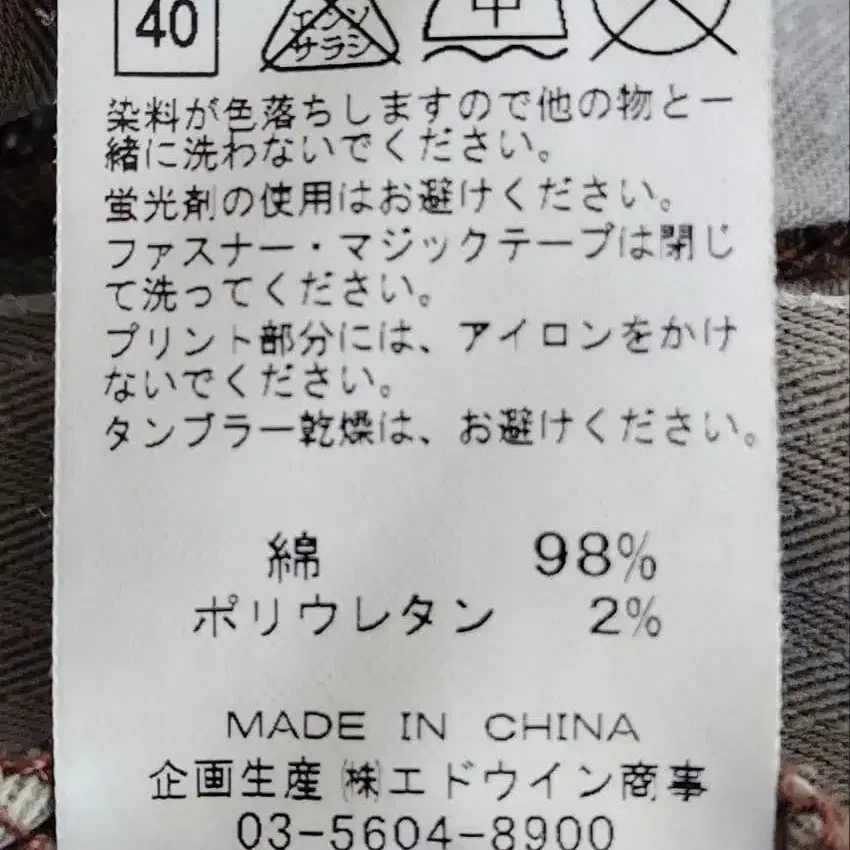 40
エンソ
サラシ
中
染料が色落ちしますので他の物と一
緒に洗わないでください。
蛍光剤の使用はお避けください。
ファスナー・マジックテープは閉じ
て洗ってください。
プリント部分には、アイロンをかけ
ないでください。
タンブラー乾燥は、お避けください。
綿 98%
ポリウレタン 2%
MADE IN CHINA
企画生産 ㈱エドウイン商事
03-5604-8900